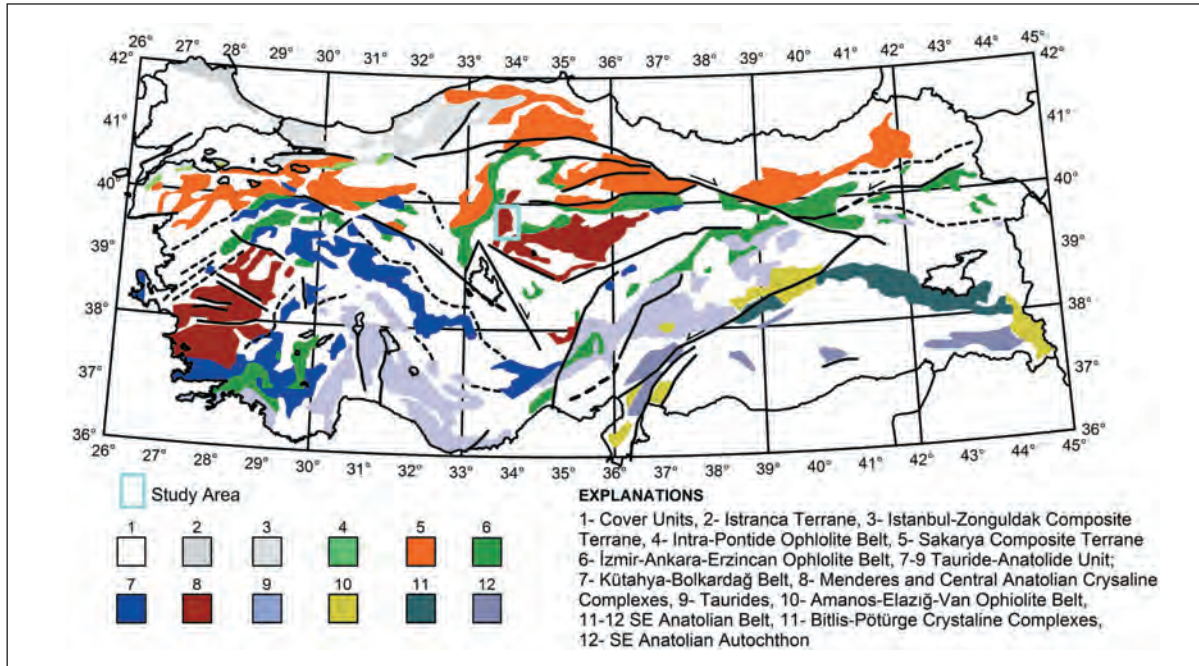 26° 27° 28° 29° 30° 31° 32° 33° 34° 35° 36° 37° 38° 39° 40° 41° 42° 43° 44° 45°
42° 42°
41° 41°
40° 40°
39° 39°
38° 38°
37° 37°
36° 36°
26° 27° 28° 29° 30° 31° 32° 33° 34° 35° 36° 37° 38° 39° 40° 41° 42° 43° 44° 45°
Study Area
1 2 3 4 5 6
7 8 9 10 11 12
EXPLANATIONS
1- Cover Units, 2- Istranca Terrane, 3- Istanbul-Zonguldak Composite
Terrane, 4- Intra-Pontide Ophlolite Belt, 5- Sakarya Composite Terrane
6- İzmir-Ankara-Erzincan Ophlolite Belt, 7-9 Tauride-Anatolide Unit;
7- Kütahya-Bolkardağ Belt, 8- Menderes and Central Anatolian Crysaline
Complexes, 9- Taurides, 10- Amanos-Elazığ-Van Ophiolite Belt,
11-12 SE Anatolian Belt, 11- Bitlis-Pötürge Crystaline Complexes,
12- SE Anatolian Autochthon